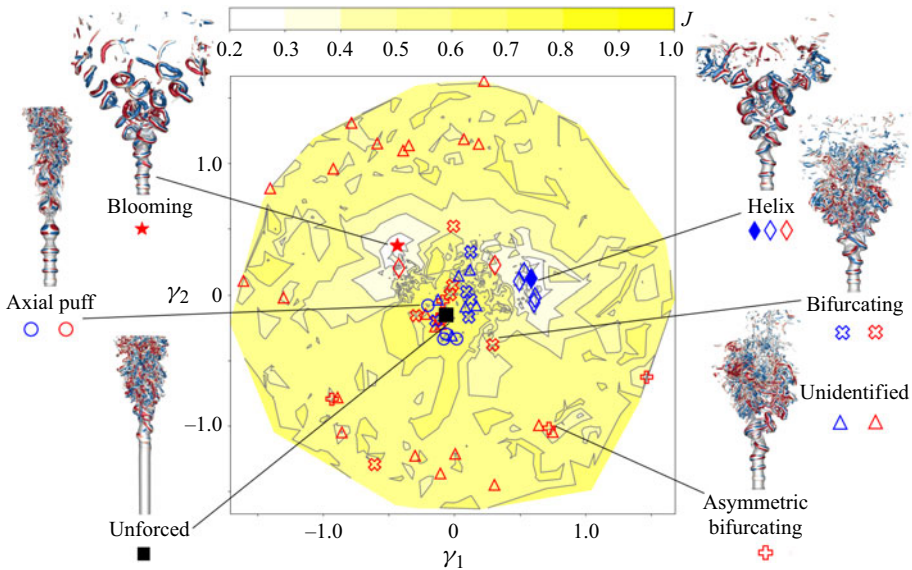 J
0.2 0.3 0.4 0.5 0.6 0.7 0.8 0.9 1.0
Blooming
Helix
Axial puff
Bifurcating
Unidentified
Unforced
Asymmetric
bifurcating
γ2
1.0
0
−1.0
−1.0 0 1.0
γ1